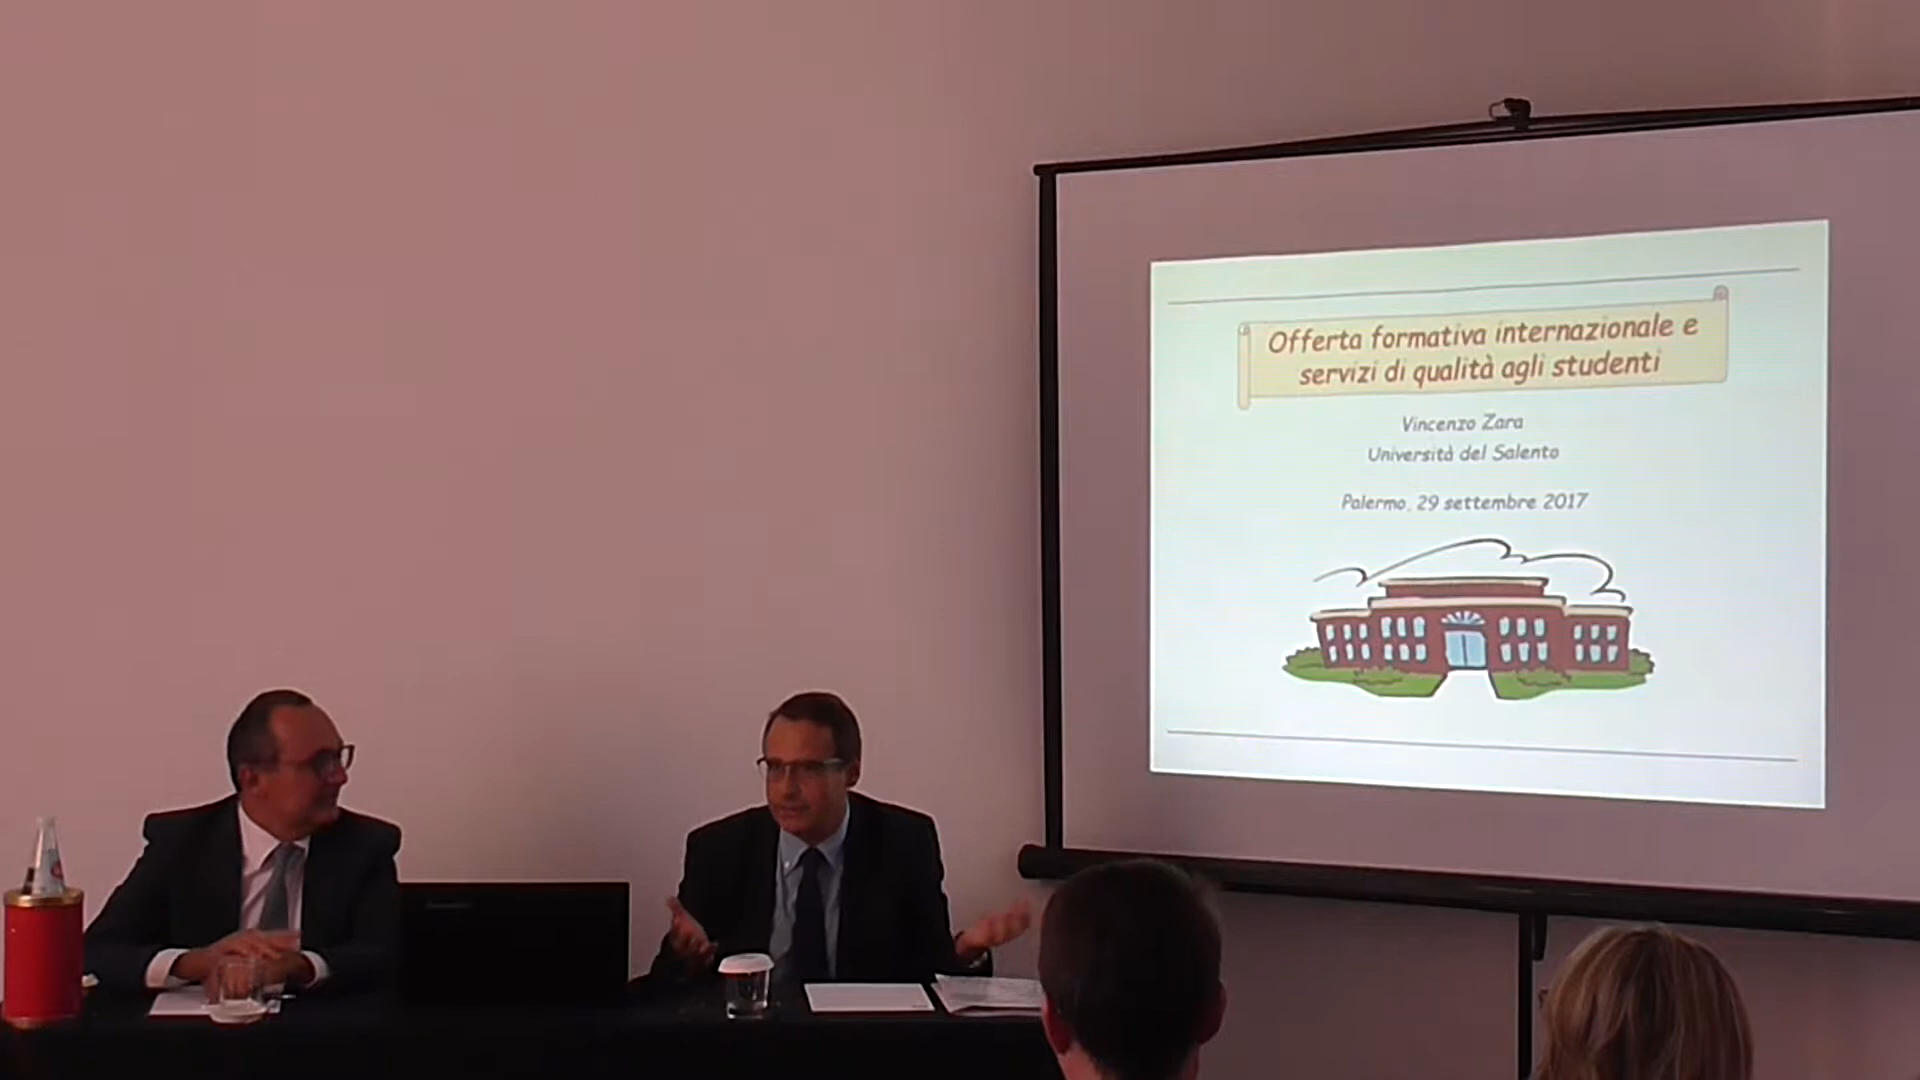 Offerta formativa internazionale e
servizi di qualità agli studenti
Vincenzo Zara
Università del Salento
Palermo, 29 settembre 2017